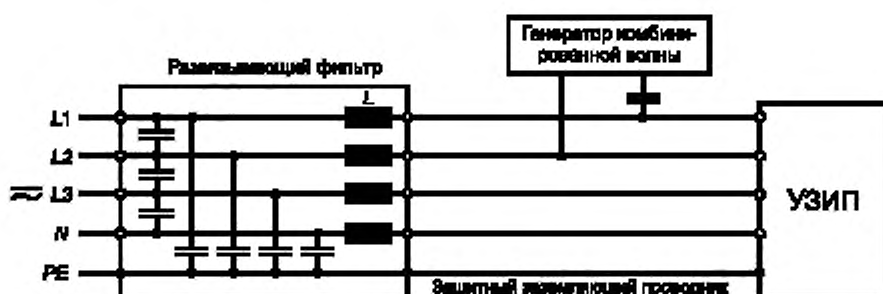 Генератор комбини-
рованной волны
Развязывающий фильтр
L
L1
L2
L3
N
PE
УЗИП
Защитный заземляющий проводник